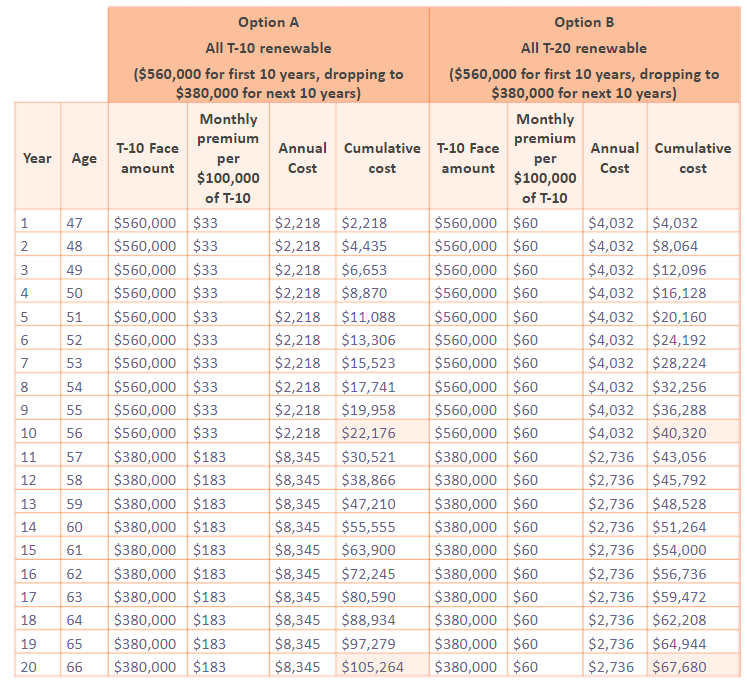 Option A Option B
All T-10 renewable All T-20 renewable
($560,000 for first 10 years, dropping to ($560,000 for first 10 years, dropping to
$380,000 for next 10 years) $380,000 for next 10 years)
Year Age T-10 Face amount Monthly premium per $100,000 of T-10 Annual Cost Cumulative cost T-10 Face amount Monthly premium per $100,000 of T-10 Annual Cost Cumulative cost
1 47 $560,000 $33 $2,218 $2,218 $560,000 $60 $4,032 $4,032
2 48 $560,000 $33 $2,218 $4,435 $560,000 $60 $4,032 $8,064
3 49 $560,000 $33 $2,218 $6,653 $560,000 $60 $4,032 $12,096
4 50 $560,000 $33 $2,218 $8,870 $560,000 $60 $4,032 $16,128
5 51 $560,000 $33 $2,218 $11,088 $560,000 $60 $4,032 $20,160
6 52 $560,000 $33 $2,218 $13,306 $560,000 $60 $4,032 $24,192
7 53 $560,000 $33 $2,218 $15,523 $560,000 $60 $4,032 $28,224
8 54 $560,000 $33 $2,218 $17,741 $560,000 $60 $4,032 $32,256
9 55 $560,000 $33 $2,218 $19,958 $560,000 $60 $4,032 $36,288
10 56 $560,000 $33 $2,218 $22,176 $560,000 $60 $4,032 $40,320
11 57 $380,000 $183 $8,345 $30,521 $380,000 $60 $2,736 $43,056
12 58 $380,000 $183 $8,345 $38,866 $380,000 $60 $2,736 $45,792
13 59 $380,000 $183 $8,345 $47,210 $380,000 $60 $2,736 $48,528
14 60 $380,000 $183 $8,345 $55,555 $380,000 $60 $2,736 $51,264
15 61 $380,000 $183 $8,345 $63,900 $380,000 $60 $2,736 $54,000
16 62 $380,000 $183 $8,345 $72,245 $380,000 $60 $2,736 $56,736
17 63 $380,000 $183 $8,345 $80,590 $380,000 $60 $2,736 $59,472
18 64 $380,000 $183 $8,345 $88,934 $380,000 $60 $2,736 $62,208
19 65 $380,000 $183 $8,345 $97,279 $380,000 $60 $2,736 $64,944
20 66 $380,000 $183 $8,345 $105,264 $380,000 $60 $2,736 $67,680